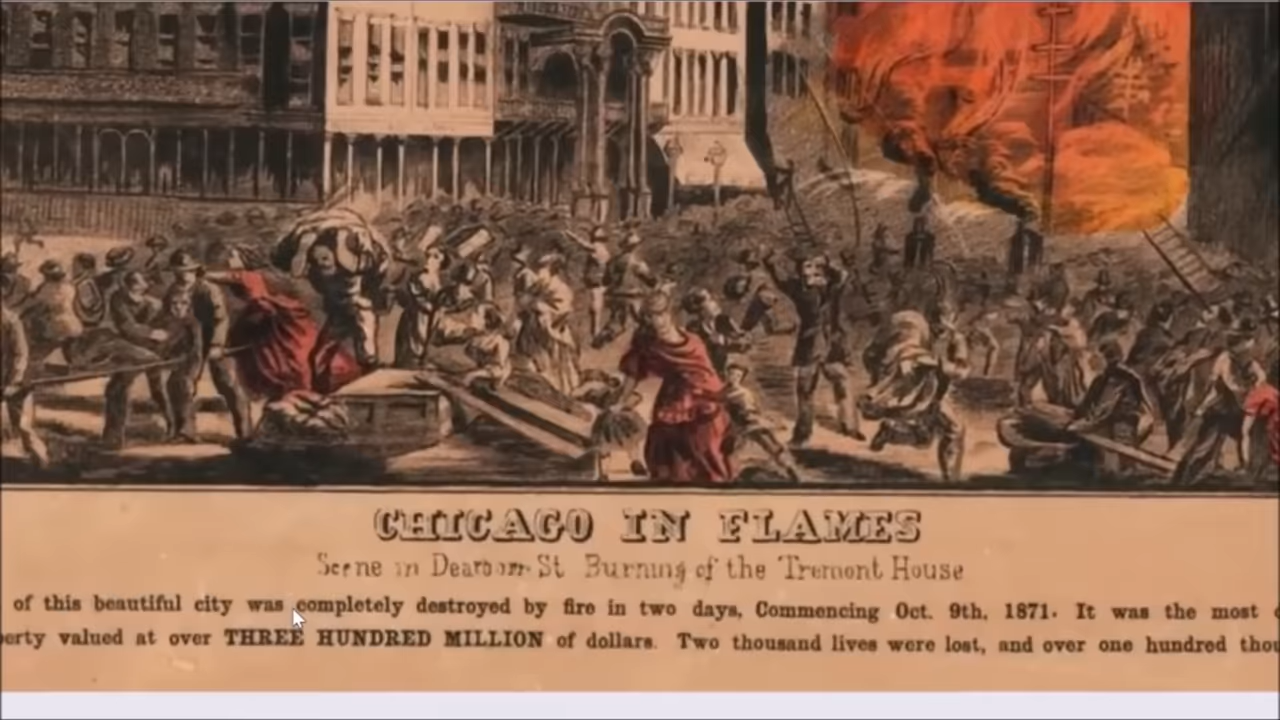 CHICAGO IN FLAMES
Scene in Dearborn St Burning of the Tremont House
of this beautiful city was completely destroyed by fire in two days, Commencing Oct. 9th, 1871. It was the most
erty valued at over THREE HUNDRED MILLION of dollars. Two thousand lives were lost, and over one hundred thou